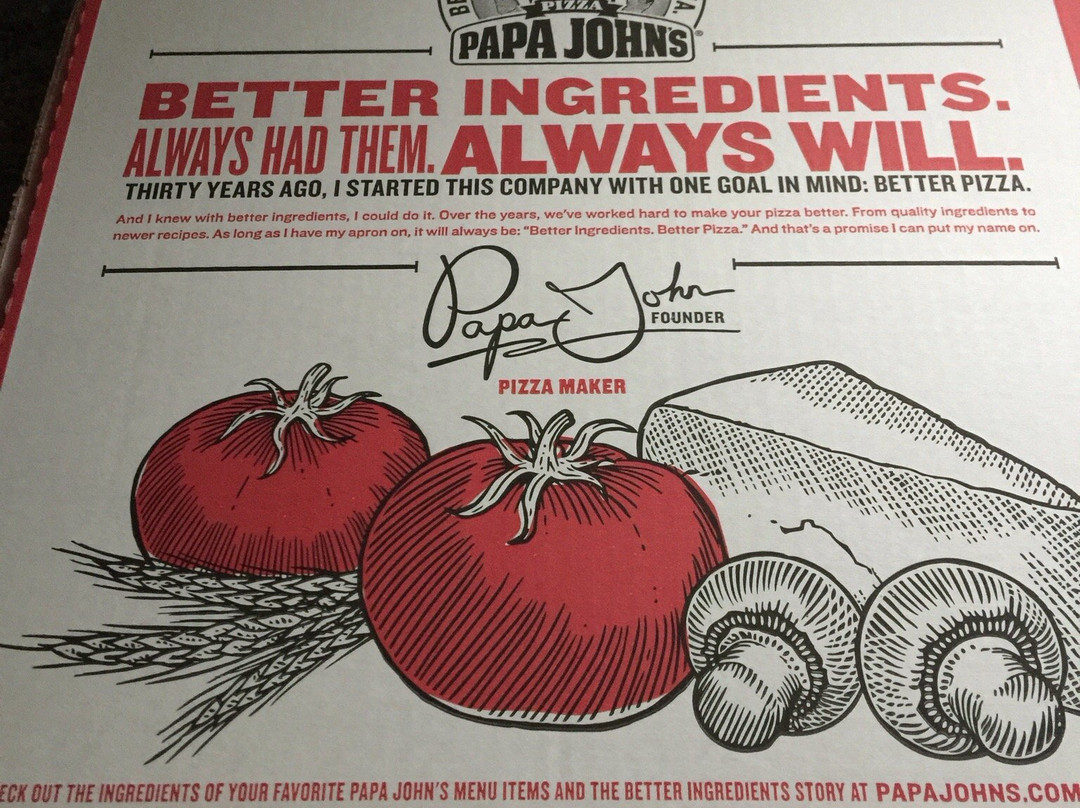 PIZZA
PAPA JOHN'S
BETTER INGREDIENTS.
ALWAYS HAD THEM. ALWAYS WILL.
THIRTY YEARS AGO, I STARTED THIS COMPANY WITH ONE GOAL IN MIND: BETTER PIZZA.
And I knew with better ingredients, I could do it. Over the years, we've worked hard to make your pizza better. From quality ingredients to
newer recipes. As long as I have my apron on, it will always be: "Better Ingredients. Better Pizza." And that's a promise I can put my name on.
Papa John
FOUNDER
PIZZA MAKER
ECK OUT THE INGREDIENTS OF YOUR FAVORITE PAPA JOHN'S MENU ITEMS AND THE BETTER INGREDIENTS STORY AT PAPAJOHNS.COM